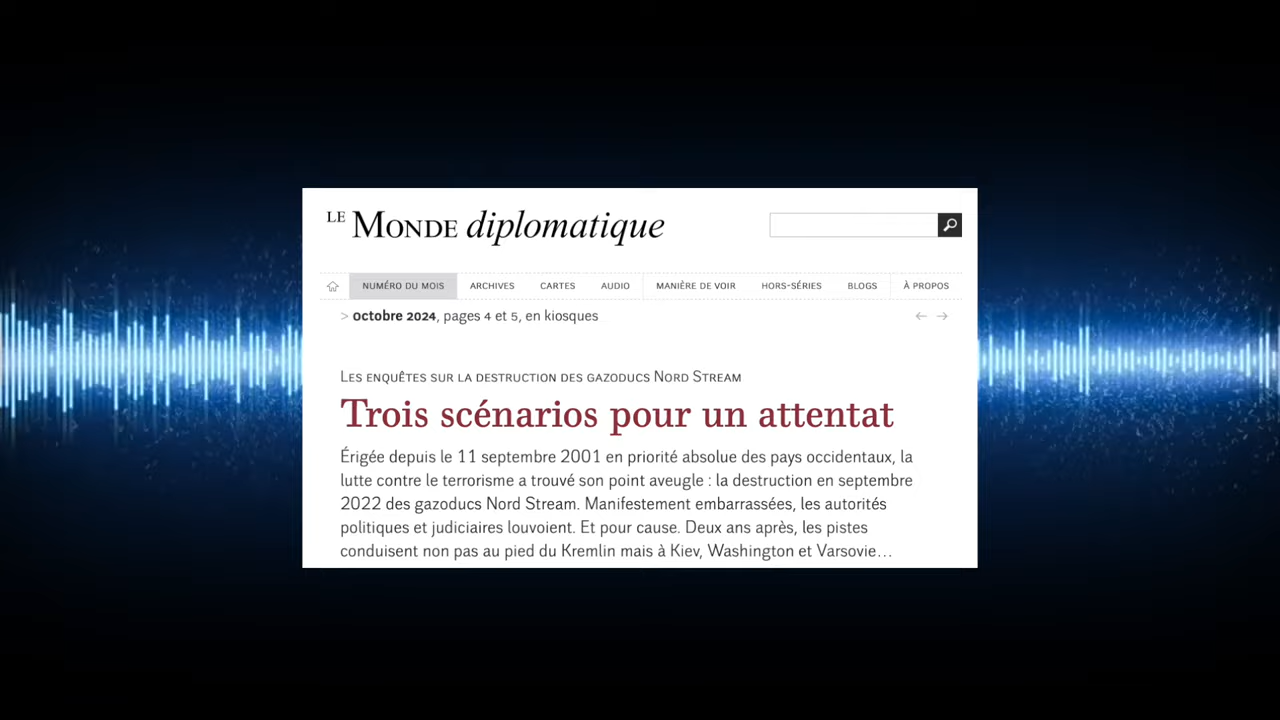 LE MONDE diplomatique
NUMÉRO DU MOIS ARCHIVES CARTES AUDIO MANIÈRE DE VOIR HORS-SÉRIES BLOGS À PROPOS
> octobre 2024, pages 4 et 5, en kiosques
LES ENQUÊTES SUR LA DESTRUCTION DES GAZODUCS NORD STREAM
Trois scénarios pour un attentat
Érigée depuis le 11 septembre 2001 en priorité absolue des pays occidentaux, la
lutte contre le terrorisme a trouvé son point aveugle : la destruction en septembre
2022 des gazoducs Nord Stream. Manifestement embarrassées, les autorités
politiques et judiciaires louvoient. Et pour cause. Deux ans après, les pistes
conduisent non pas au pied du Kremlin mais à Kiev, Washington et Varsovie…